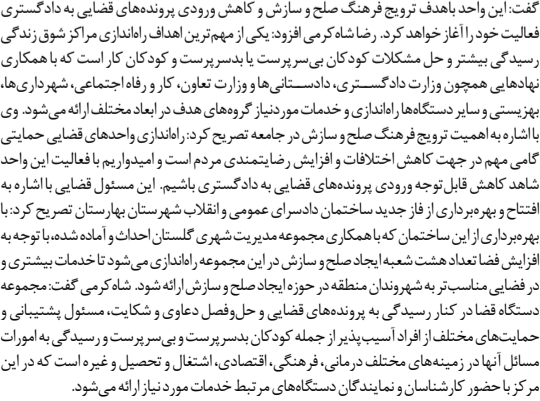 گفت: این واحد باهدف ترویج فرهنگ صلح و سازش و کاهش ورودی پرونده‌های قضایی به دادگستری
فعالیت خود را آغاز خواهد کرد. رضا شاه‌کرمی افزود: یکی از مهم‌ترین اهداف راه‌اندازی مراکز شوق زندگی
رسیدگی بیشتر و حل مشکلات کودکان بی‌سرپرست یا بدسرپرست و کودکان کار است که با همکاری
نهادهایی همچون وزارت دادگستری، دادستانی‌ها و وزارت تعاون، کار و رفاه اجتماعی، شهرداری‌ها،
بهزیستی و سایر دستگاه‌ها راه‌اندازی و خدمات موردنیاز گروه‌های هدف در ابعاد مختلف ارائه می‌شود. وی
با اشاره به اهمیت ترویج فرهنگ صلح و سازش در جامعه تصریح کرد: راه‌اندازی واحدهای قضایی حمایتی
گامی مهم در جهت کاهش اختلافات و افزایش رضایتمندی مردم است و امیدواریم با فعالیت این واحد
شاهد کاهش قابل‌توجه ورودی پرونده‌های قضایی به دادگستری باشیم. این مسئول قضایی با اشاره به
افتتاح و بهره‌برداری از فاز جدید ساختمان دادسرای عمومی و انقلاب شهرستان بهارستان تصریح کرد: با
بهره‌برداری از این ساختمان که با همکاری مجموعه مدیریت شهری گلستان احداث و آماده شده، با توجه به
افزایش فضا تعداد هشت شعبه ایجاد صلح و سازش در این مجموعه راه‌اندازی می‌شود تا خدمات بیشتری و
در فضایی مناسب‌تر به شهروندان منطقه در حوزه ایجاد صلح و سازش ارائه شود. شاه‌کرمی گفت: مجموعه
دستگاه قضا در کنار رسیدگی به پرونده‌های قضایی و حل‌وفصل دعاوی و شکایت، مسئول پشتیبانی و
حمایت‌های مختلف از افراد آسیب‌پذیر از جمله کودکان بدسرپرست و بی‌سرپرست و رسیدگی به امورات
مسائل آنها در زمینه‌های مختلف درمانی، فرهنگی، اقتصادی، اشتغال و تحصیل و غیره است که در این
مرکز با حضور کارشناسان و نمایندگان دستگاه‌های مرتبط خدمات مورد نیاز ارائه می‌شود.